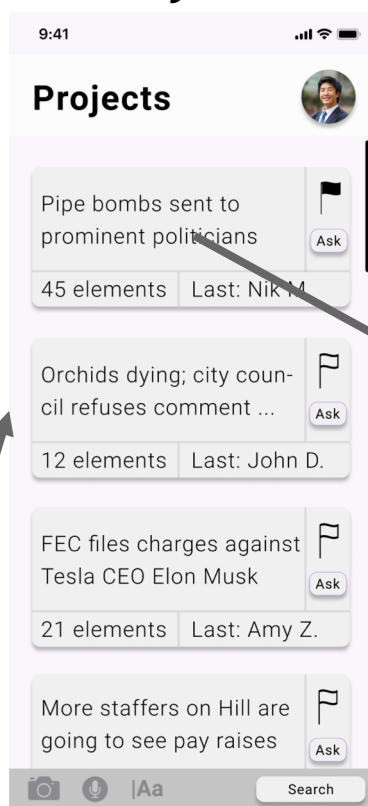 9:41
Projects
Pipe bombs sent to
prominent politicians
Ask
45 elements
Last: Nik M
Orchids dying; city coun-
cil refuses comment ...
Ask
12 elements
Last: John D.
FEC files charges against
Tesla CEO Elon Musk
Ask
21 elements
Last: Amy Z.
More staffers on Hill are
going to see pay raises
Ask
|Aa
Search